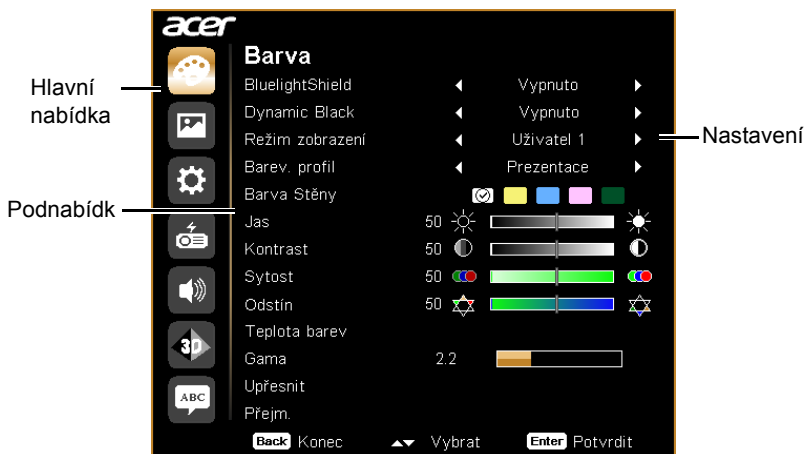 acer
Barva
BluelightShield Vypnuto
Dynamic Black Vypnuto
Režim zobrazení Uživatel 1
Barev. profil Prezentace
Barva Stěny
Jas 50
Kontrast 50
Sytost 50
Odstín 50
Teplota barev
Gama 2.2
Upřesnit
Přejm.
Back Konec Vybrat Enter Potvrdit
3D
ABC
Hlavní
nabídka
Podnabídk
Nastavení